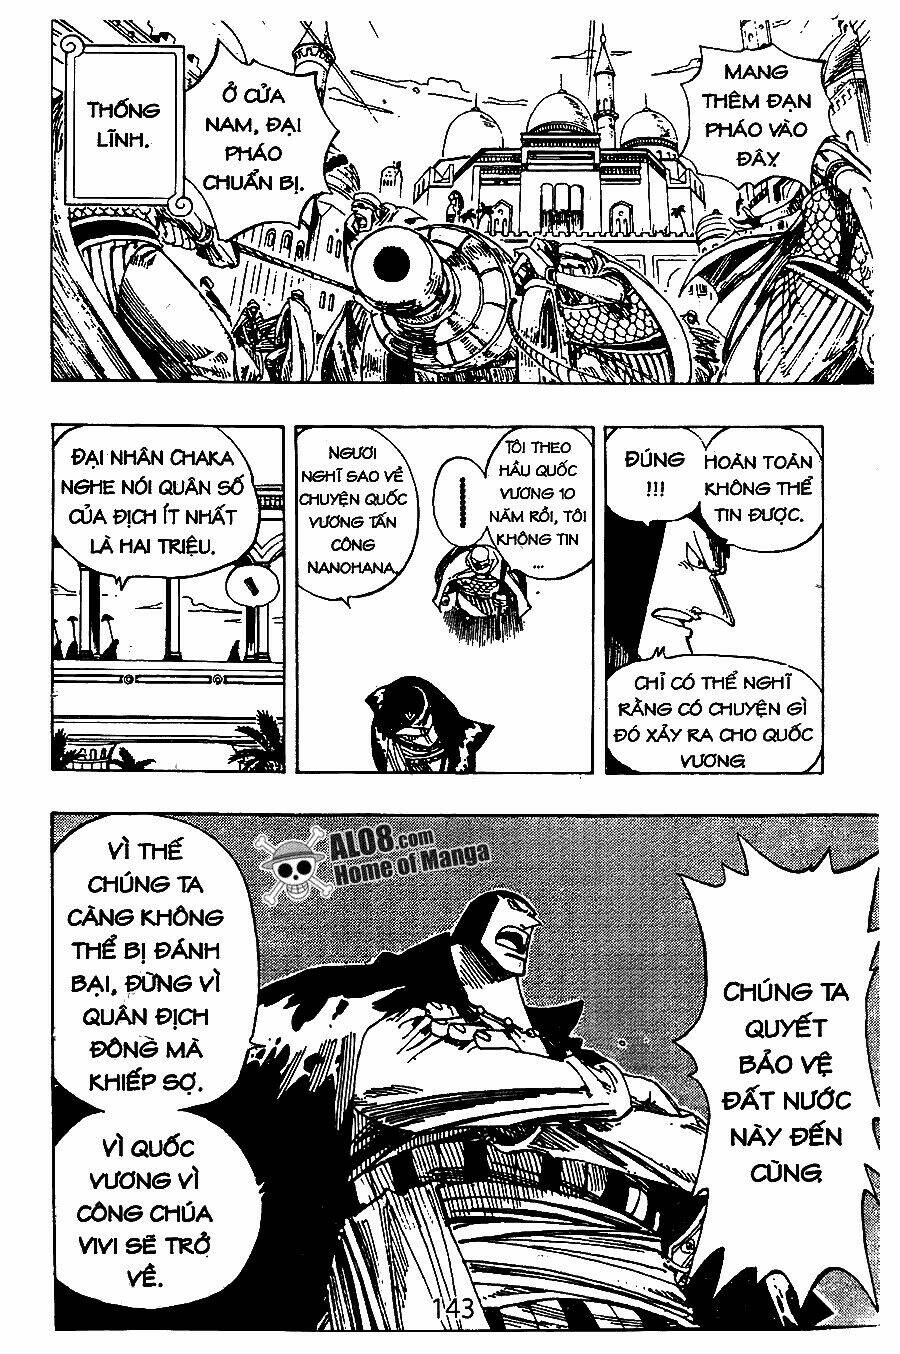 MANG
THÊM ĐẠN
PHÁO VÀO
ĐÂY.
Ở CỬA
NAM, ĐẠI
PHÁO
CHUẨN BỊ.
THỐNG
LĨNH.
ĐẠI NHÂN CHAKA
NGHE NÓI QUÂN SỐ
CỦA ĐỊCH ÍT NHẤT
LÀ HAI TRIỆU.
NGƯƠI
NGHĨ SAO VỀ
CHUYỆN QUỐC
VƯƠNG TẤN
CÔNG
NANOHANA.
TÔI THEO
HẦU QUỐC
VƯƠNG 10
NĂM RỒI, TÔI
KHÔNG TIN
...
ĐÚNG
!!!
HOÀN TOÀN
KHÔNG THỂ
TIN ĐƯỢC.
CHỈ CÓ THỂ NGHĨ
RẰNG CÓ CHUYỆN GÌ
ĐÓ XẢY RA CHO QUỐC
VƯƠNG.
VÌ THẾ
CHÚNG TA
CÀNG KHÔNG
THỂ BỊ ĐÁNH
BẠI, ĐỪNG VÌ
QUÂN ĐỊCH
ĐÔNG MÀ
KHIẾP SỢ.
VÌ QUỐC
VƯƠNG VÌ
CÔNG CHÚA
VIVI SẼ TRỞ
VỀ.
ALO8.com
Home of Manga
CHÚNG TA
QUYẾT
BẢO VỆ
ĐẤT NƯỚC
NÀY ĐẾN
CÙNG.
143